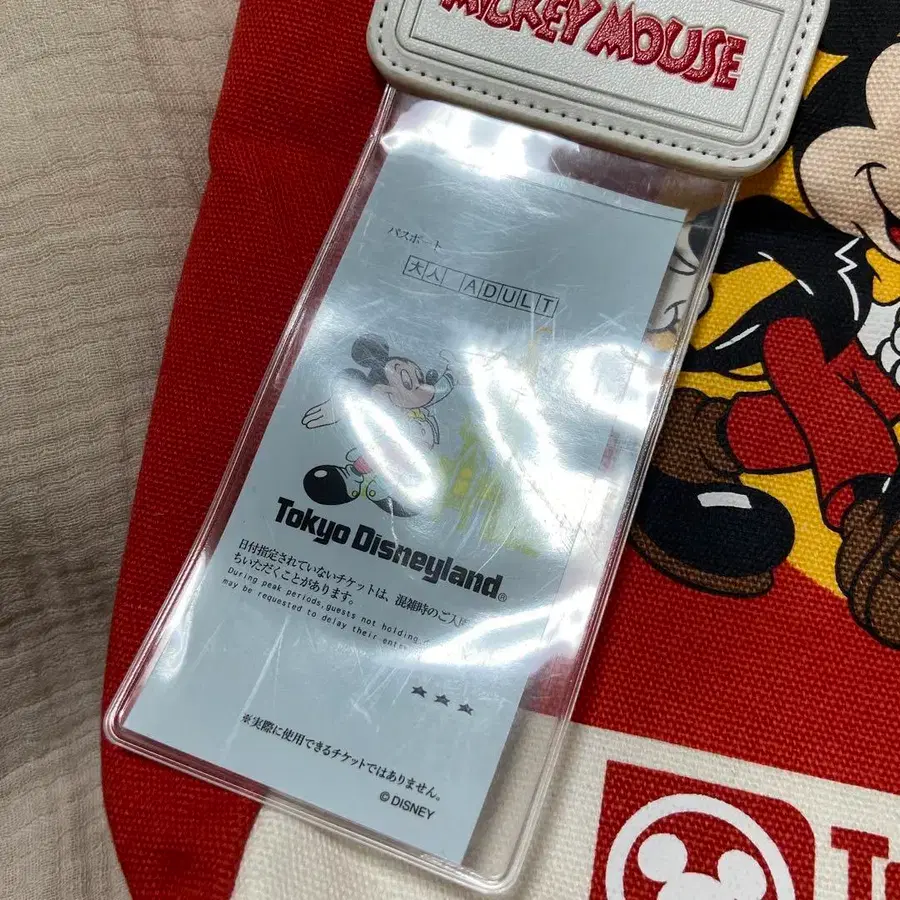 MICKEY MOUSE
パスポート
大人 ADULT
Tokyo Disneyland®
日付指定されていないチケットは、混雑時のご入
ちいただくことがあります。
During peak periods, guests not holding
may be requested to delay their
★ ★ ★
※実際に使用できるチケットではありません。
© DISNEY